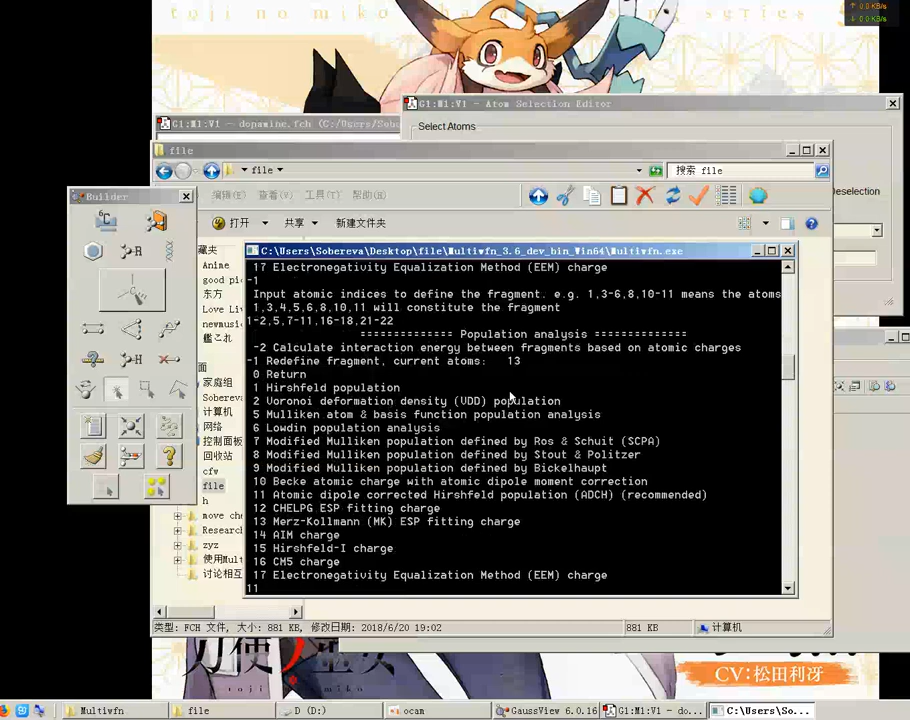 toji no miko
0.0 KB/s
0.0 KB/s
G1:M1:V1 - Atom Selection Editor
G1:M1:V1 - dopamine.fch (C:/Users/Sob
Select Atoms
file
file
搜索 file
Builder
编辑(E) 查看(V) 工具(T) 帮助(H)
eselection
打开 共享 新建文件夹
藏夹
Anime
good pi
东方
Love Li
newmusi
艦これ
面
家庭组
Sobereva
计算机
网络
控制面板
回收站
cfw
file
h
move che
Research
zyz
使用Mult
讨论相互
C:\Users\Sobereva\Desktop\file\Multiwfn_3.6_dev_bin_Win64\Multiwfn.exe
17 Electronegativity Equalization Method (EEM) charge
-1
Input atomic indices to define the fragment. e.g. 1,3-6,8,10-11 means the atoms
1,3,4,5,6,8,10,11 will constitute the fragment
1-2,5,7-11,16-18,21-22
============= Population analysis ==============
-2 Calculate interaction energy between fragments based on atomic charges
-1 Redefine fragment, current atoms: 13
0 Return
1 Hirshfeld population
2 Voronoi deformation density (VDD) population
5 Mulliken atom & basis function population analysis
6 Lowdin population analysis
7 Modified Mulliken population defined by Ros & Schuit (SCPA)
8 Modified Mulliken population defined by Stout & Politzer
9 Modified Mulliken population defined by Bickelhaupt
10 Becke atomic charge with atomic dipole moment correction
11 Atomic dipole corrected Hirshfeld population (ADCH) (recommended)
12 CHELPG ESP fitting charge
13 Merz-Kollmann (MK) ESP fitting charge
14 AIM charge
15 Hirshfeld-I charge
16 CM5 charge
17 Electronegativity Equalization Method (EEM) charge
11
类型: FCH 文件, 大小: 881 KB, 修改日期: 2018/6/20 19:02
881 KB
计算机
toji
CV:松田利冴
Multiwfn
file
D (D:)
ocam
GaussView 6.0.16
G1:M1:V1 - do...
C:\Users\So...